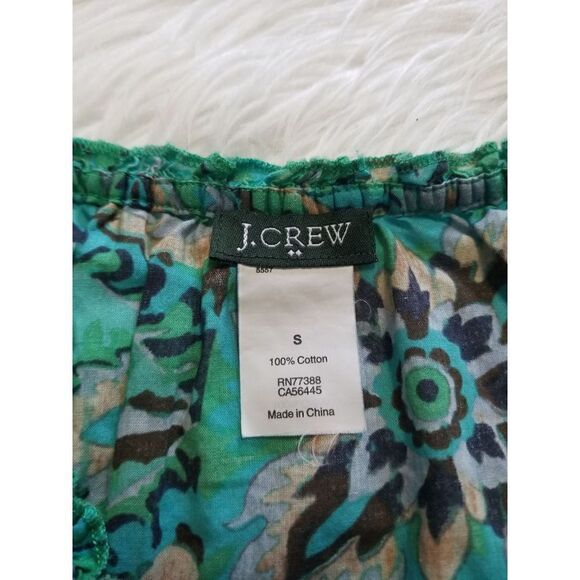 J.CREW
5557
S
100% Cotton
RN77388
CA56445
Made in China